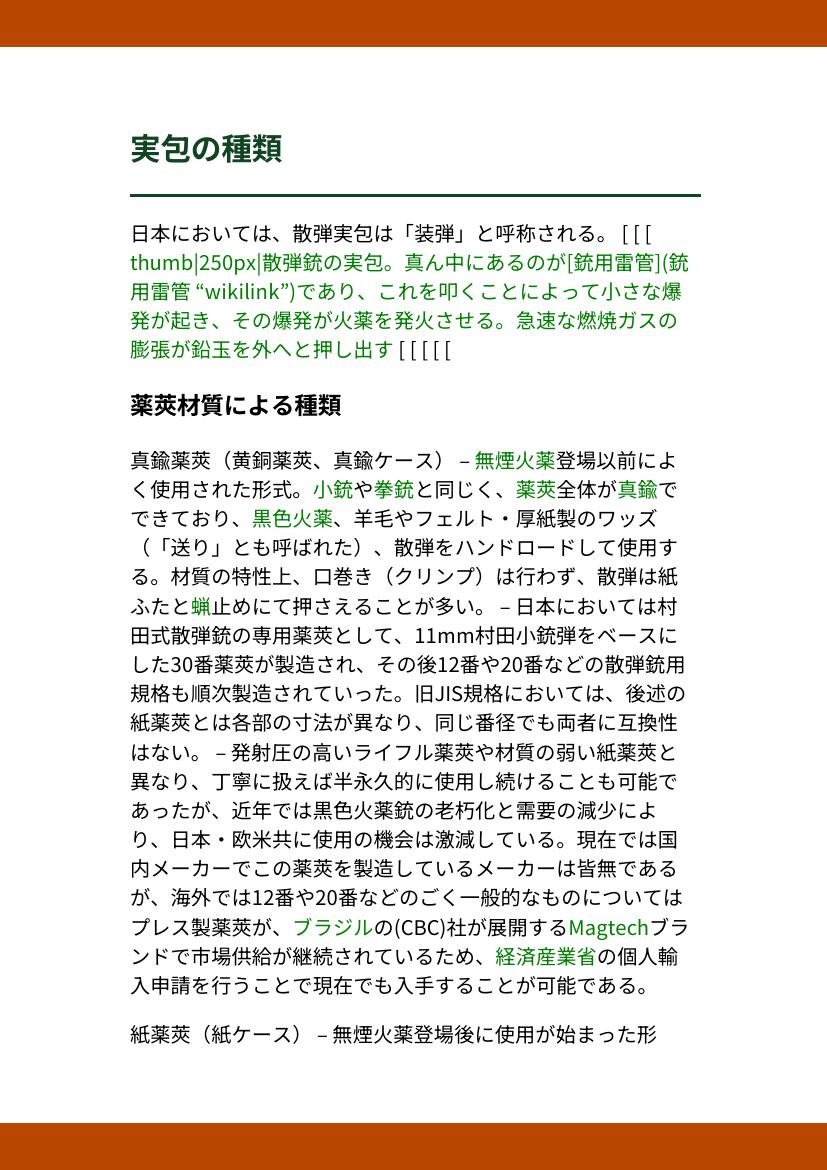 実包の種類
日本においては、散弾実包は「装弾」と呼称される。 [ [ [
thumb|250px|散弾銃の実包。真ん中にあるのが[銃用雷管](銃
用雷管 “wikilink”)であり、これを叩くことによって小さな爆
発が起き、その爆発が火薬を発火させる。急速な燃焼ガスの
膨張が鉛玉を外へと押し出す [ [ [ [ [
薬莢材質による種類
真鍮薬莢（黄銅薬莢、真鍮ケース） – 無煙火薬登場以前によ
く使用された形式。小銃や拳銃と同じく、薬莢全体が真鍮で
できており、黒色火薬、羊毛やフェルト・厚紙製のワッズ
（「送り」とも呼ばれた）、散弾をハンドロードして使用す
る。材質の特性上、口巻き（クリンプ）は行わず、散弾は紙
ふたと蝋止めにて押さえることが多い。 – 日本においては村
田式散弾銃の専用薬莢として、11mm村田小銃弾をベースに
した30番薬莢が製造され、その後12番や20番などの散弾銃用
規格も順次製造されていった。旧JIS規格においては、後述の
紙薬莢とは各部の寸法が異なり、同じ番径でも両者に互換性
はない。 – 発射圧の高いライフル薬莢や材質の弱い紙薬莢と
異なり、丁寧に扱えば半永久的に使用し続けることも可能で
あったが、近年では黒色火薬銃の老朽化と需要の減少によ
り、日本・欧米共に使用の機会は激減している。現在では国
内メーカーでこの薬莢を製造しているメーカーは皆無である
が、海外では12番や20番などのごく一般的なものについては
プレス製薬莢が、ブラジルの(CBC)社が展開するMagtechブラ
ンドで市場供給が継続されているため、経済産業省の個人輸
入申請を行うことで現在でも入手することが可能である。
紙薬莢（紙ケース） – 無煙火薬登場後に使用が始まった形